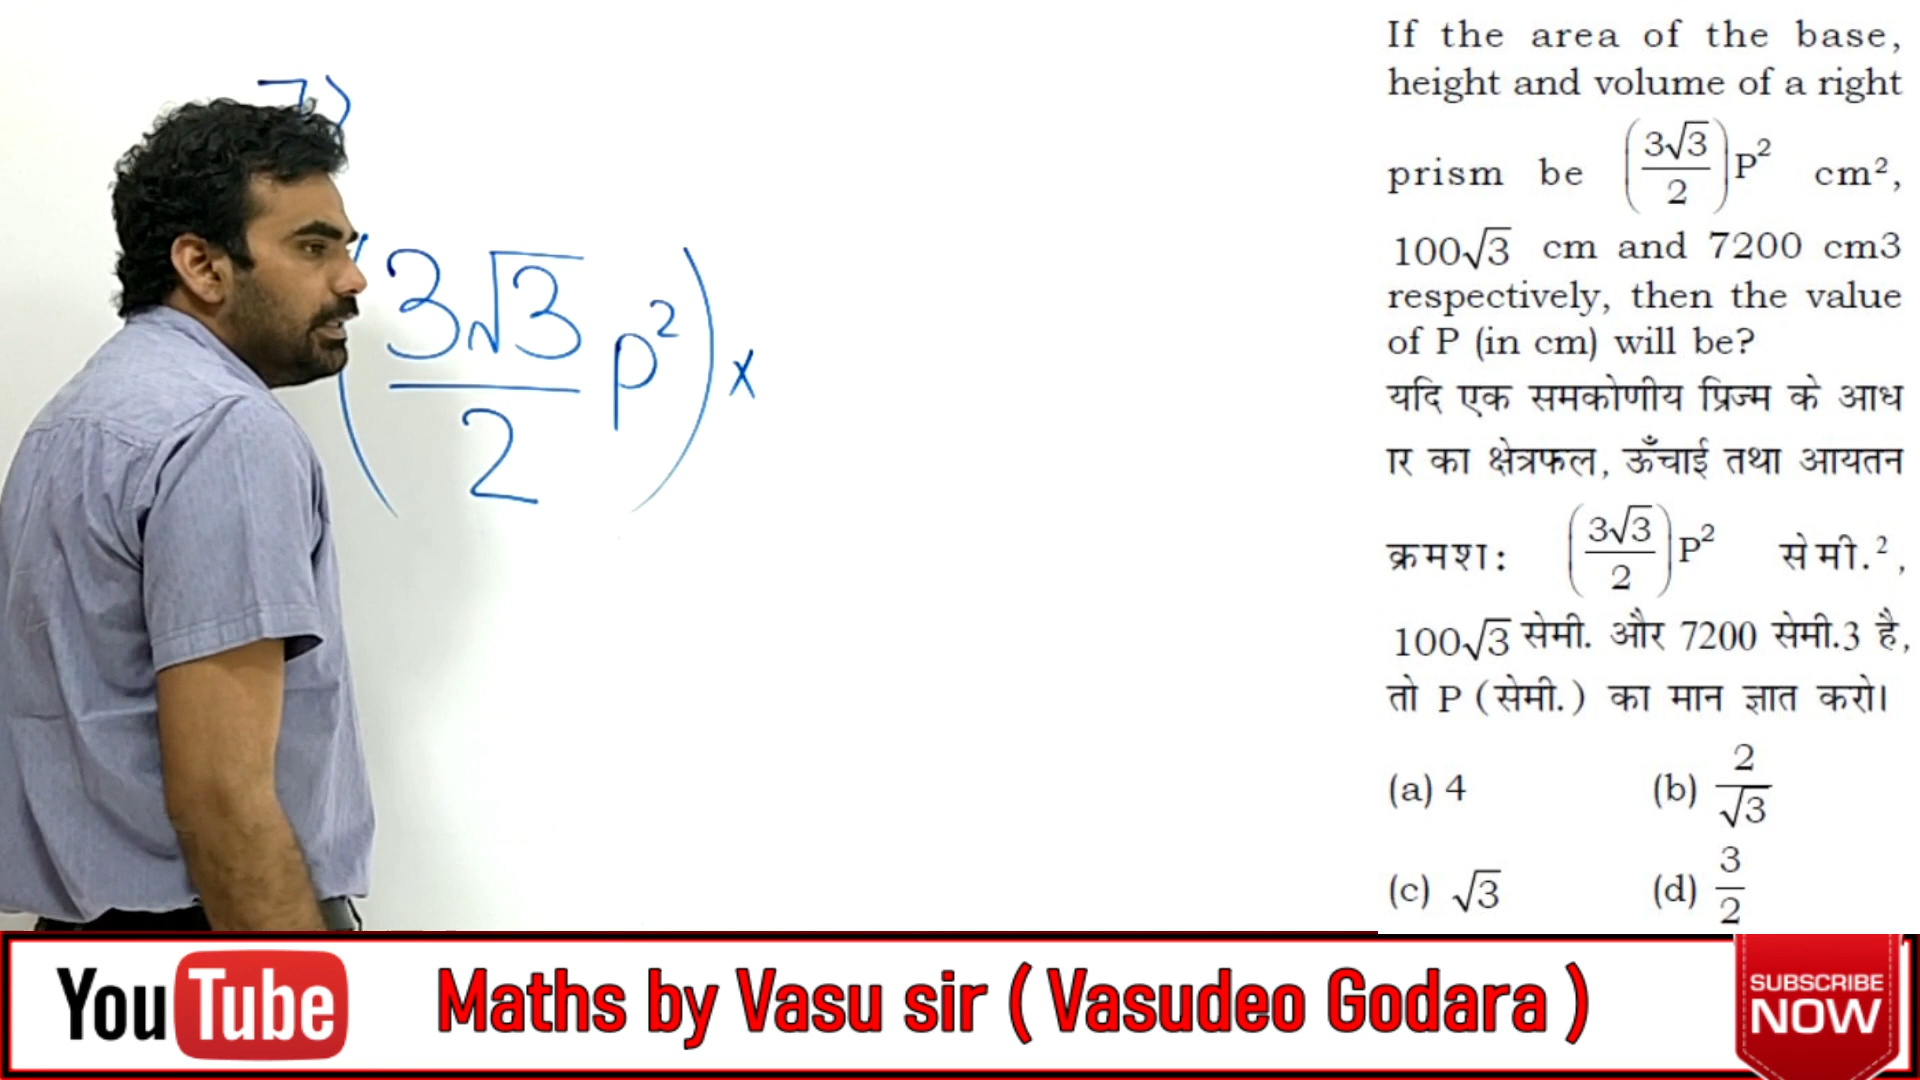 7)
(3√3/2 p²) ×
If the area of the base,
height and volume of a right
prism be (3√3/2)P² cm²,
100√3 cm and 7200 cm3
respectively, then the value
of P (in cm) will be?
यदि एक समकोणीय प्रिज्म के आध
ार का क्षेत्रफल, ऊँचाई तथा आयतन
क्रमशः (3√3/2)P² सेमी.²,
100√3 सेमी. और 7200 सेमी.3 है,
तो P (सेमी.) का मान ज्ञात करो।
(a) 4 (b) 2/√3
(c) √3 (d) 3/2
YouTube Maths by Vasu sir ( Vasudeo Godara ) SUBSCRIBE
NOW